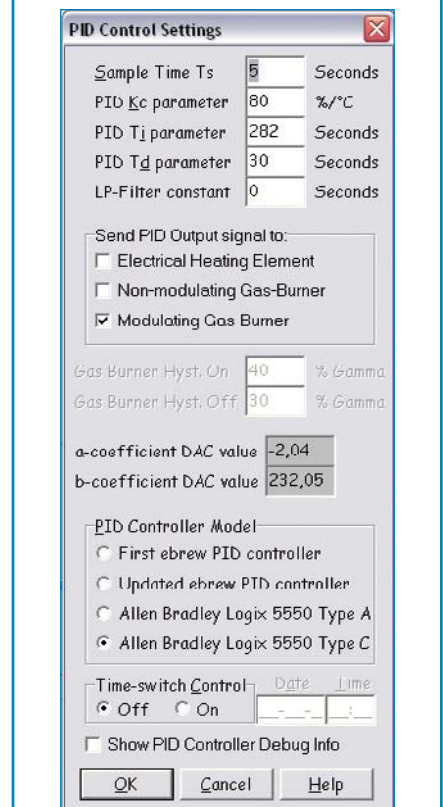 PID Control Settings
Sample Time Ts 5 Seconds
PID Kc parameter 80 %/°C
PID Ti parameter 282 Seconds
PID Td parameter 30 Seconds
LP-Filter constant 0 Seconds
Send PID Output signal to:
Electrical Heating Element
Non-modulating Gas-Burner
Modulating Gas Burner
Gas Burner Hyst. On 40 % Gamma
Gas Burner Hyst. Off 30 % Gamma
a-coefficient DAC value -2,04
b-coefficient DAC value 232,05
PID Controller Model
First ebrew PID controller
Updated ebrew PID controller
Allen Bradley Logix 5550 Type A
Allen Bradley Logix 5550 Type C
Time-switch Control Date Time
Off On __-__-__ __:__
Show PID Controller Debug Info
OK Cancel Help